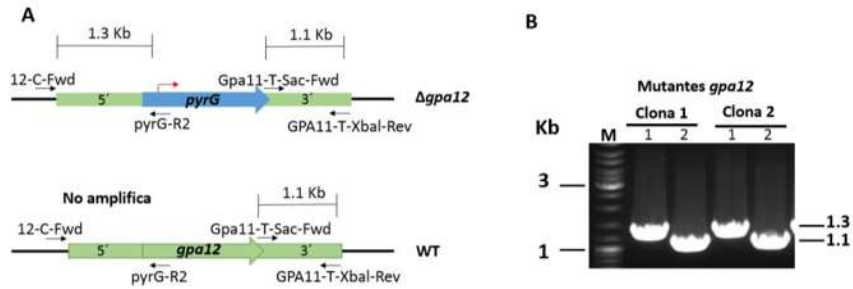 A
1.3 Kb
1.1 Kb
12-C-Fwd
Gpa11-T-Sac-Fwd
5´
pyrG
3´
Δgpa12
pyrG-R2
GPA11-T-XbaI-Rev
No amplifica
1.1 Kb
12-C-Fwd
Gpa11-T-Sac-Fwd
5´
gpa12
3´
WT
pyrG-R2
GPA11-T-XbaI-Rev
B
Mutantes gpa12
Clona 1 Clona 2
Kb
M 1 2 1 2
3
1.3
1.1
1